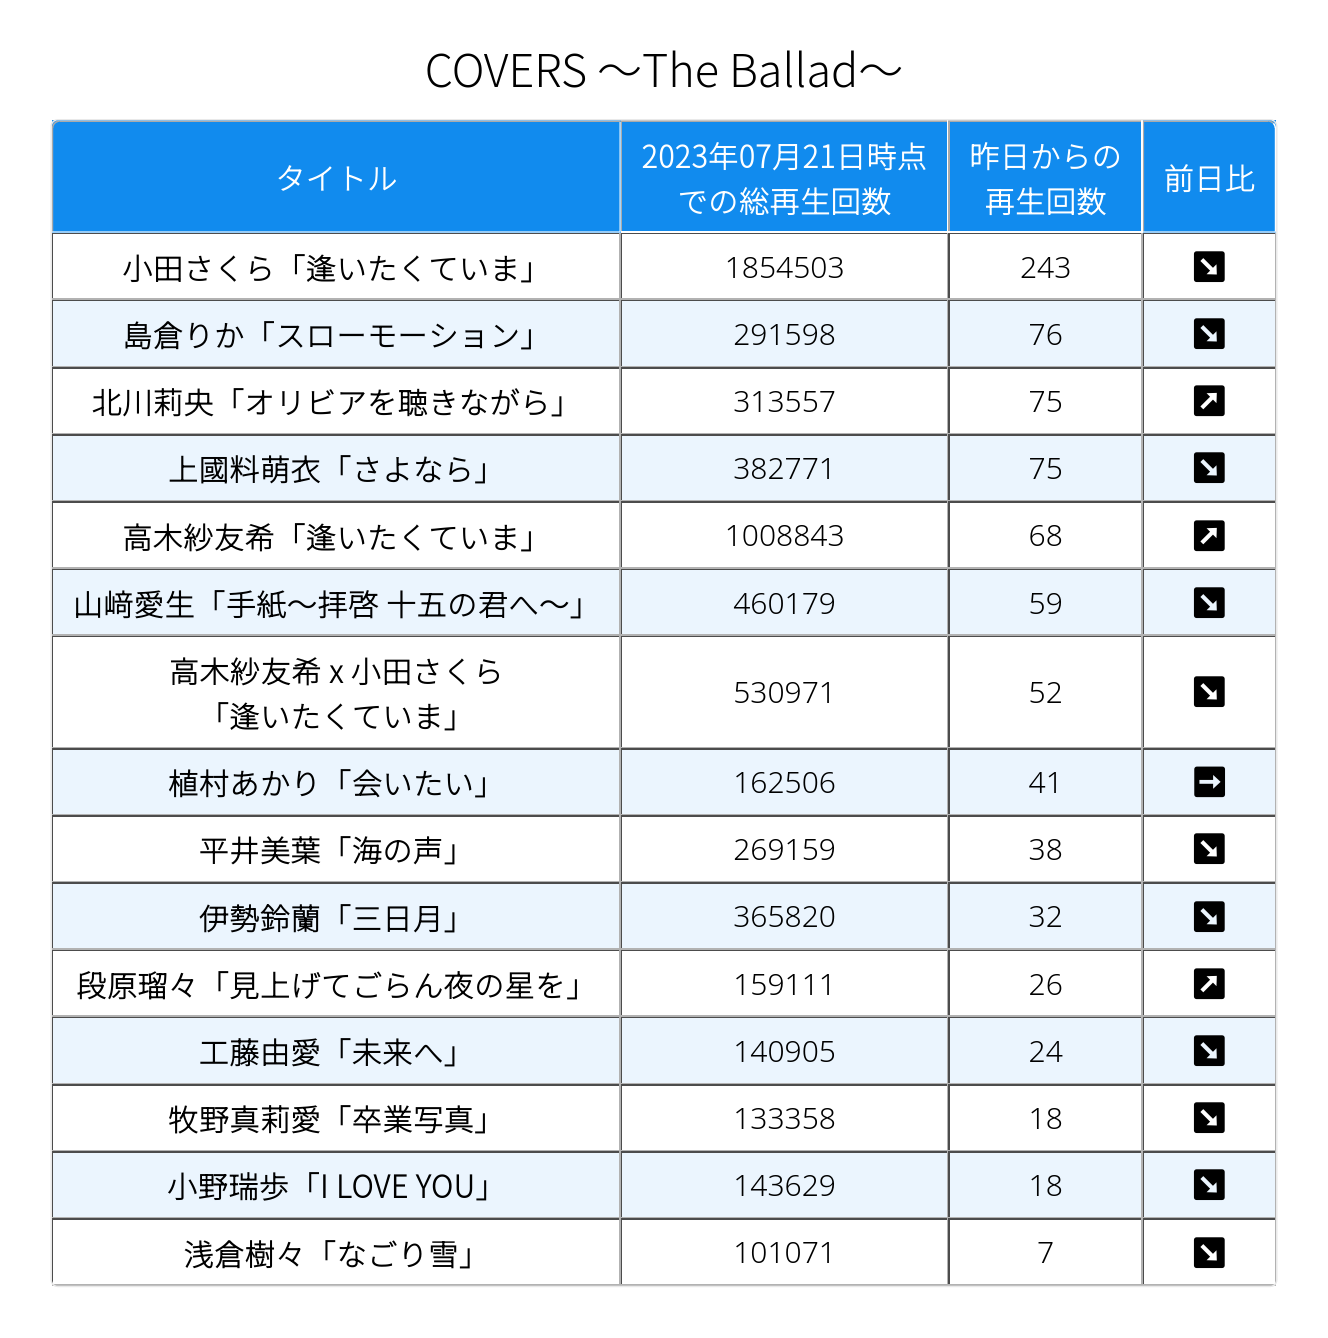 COVERS ～The Ballad～
タイトル
2023年07月21日時点
での総再生回数
昨日からの
再生回数
前日比
小田さくら「逢いたくていま」 1854503 243 ↘
島倉りか「スローモーション」 291598 76 ↘
北川莉央「オリビアを聴きながら」 313557 75 ↗
上國料萌衣「さよなら」 382771 75 ↘
高木紗友希「逢いたくていま」 1008843 68 ↗
山﨑愛生「手紙～拝啓 十五の君へ～」 460179 59 ↘
高木紗友希 x 小田さくら
「逢いたくていま」 530971 52 ↘
植村あかり「会いたい」 162506 41 →
平井美葉「海の声」 269159 38 ↘
伊勢鈴蘭「三日月」 365820 32 ↘
段原瑠々「見上げてごらん夜の星を」 159111 26 ↗
工藤由愛「未来へ」 140905 24 ↘
牧野真莉愛「卒業写真」 133358 18 ↘
小野瑞歩「I LOVE YOU」 143629 18 ↘
浅倉樹々「なごり雪」 101071 7 ↘